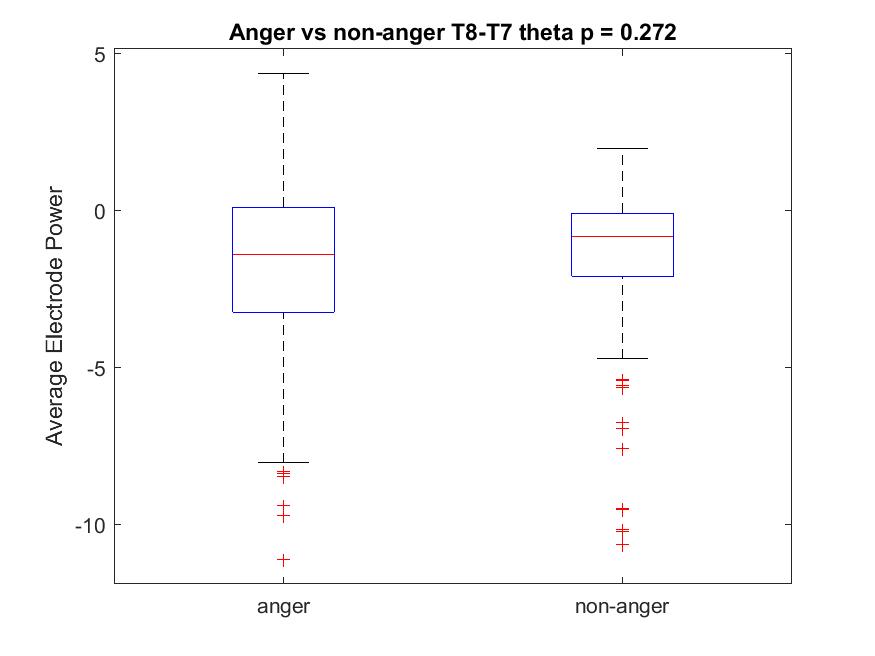 Anger vs non-anger T8-T7 theta p = 0.272
5
0
-5
-10
Average Electrode Power
anger
non-anger